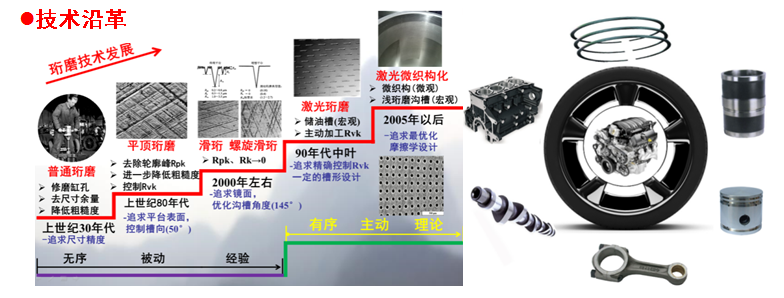 ●技术沿革
珩磨技术发展
普通珩磨
✓ 修磨缸孔
✓ 去尺寸余量
✓ 降低粗糙度
上世纪30年代
-追求尺寸精度
平顶珩磨
✓ 去除轮廓峰Rpk
✓ 进一步降低粗糙度
✓ 控制Rvk
上世纪80年代
-追求平台表面，
控制槽向(50°)
滑珩 螺旋滑珩
✓ Rpk、Rk→0
2000年左右
-追求镜面，
优化沟槽角度(145°)
激光珩磨
✓ 储油槽(宏观)
✓ 主动加工Rvk
90年代中叶
-追求精确控制Rvk
一定的槽形设计
激光微织构化
✓ 微织构(微观)
✓ 浅珩磨沟槽(宏观)
2005年以后
-追求最优化
摩擦学设计
无序 被动 经验
有序 主动 理论